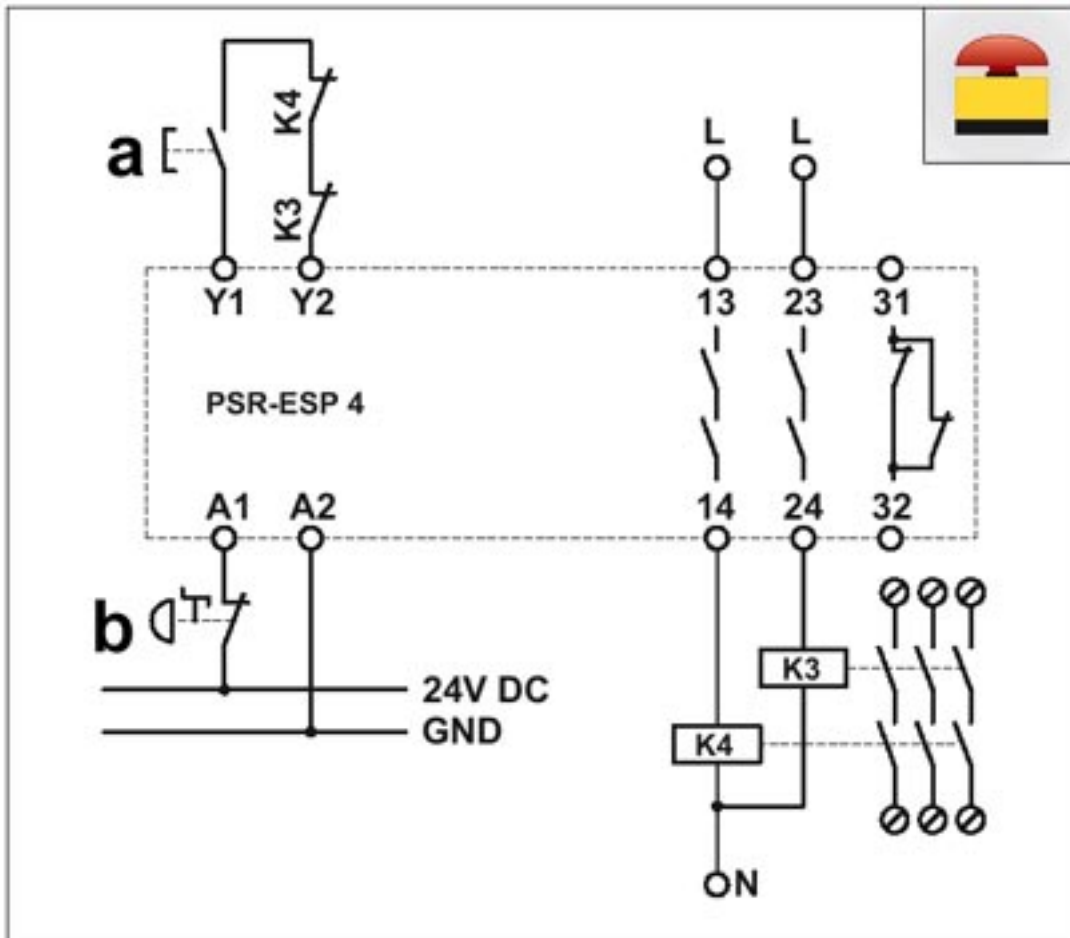 K4
a
K3
L L
Y1 Y2 13 23 31
PSR-ESP 4
A1 A2 14 24 32
b
K3
24V DC
GND
K4
N